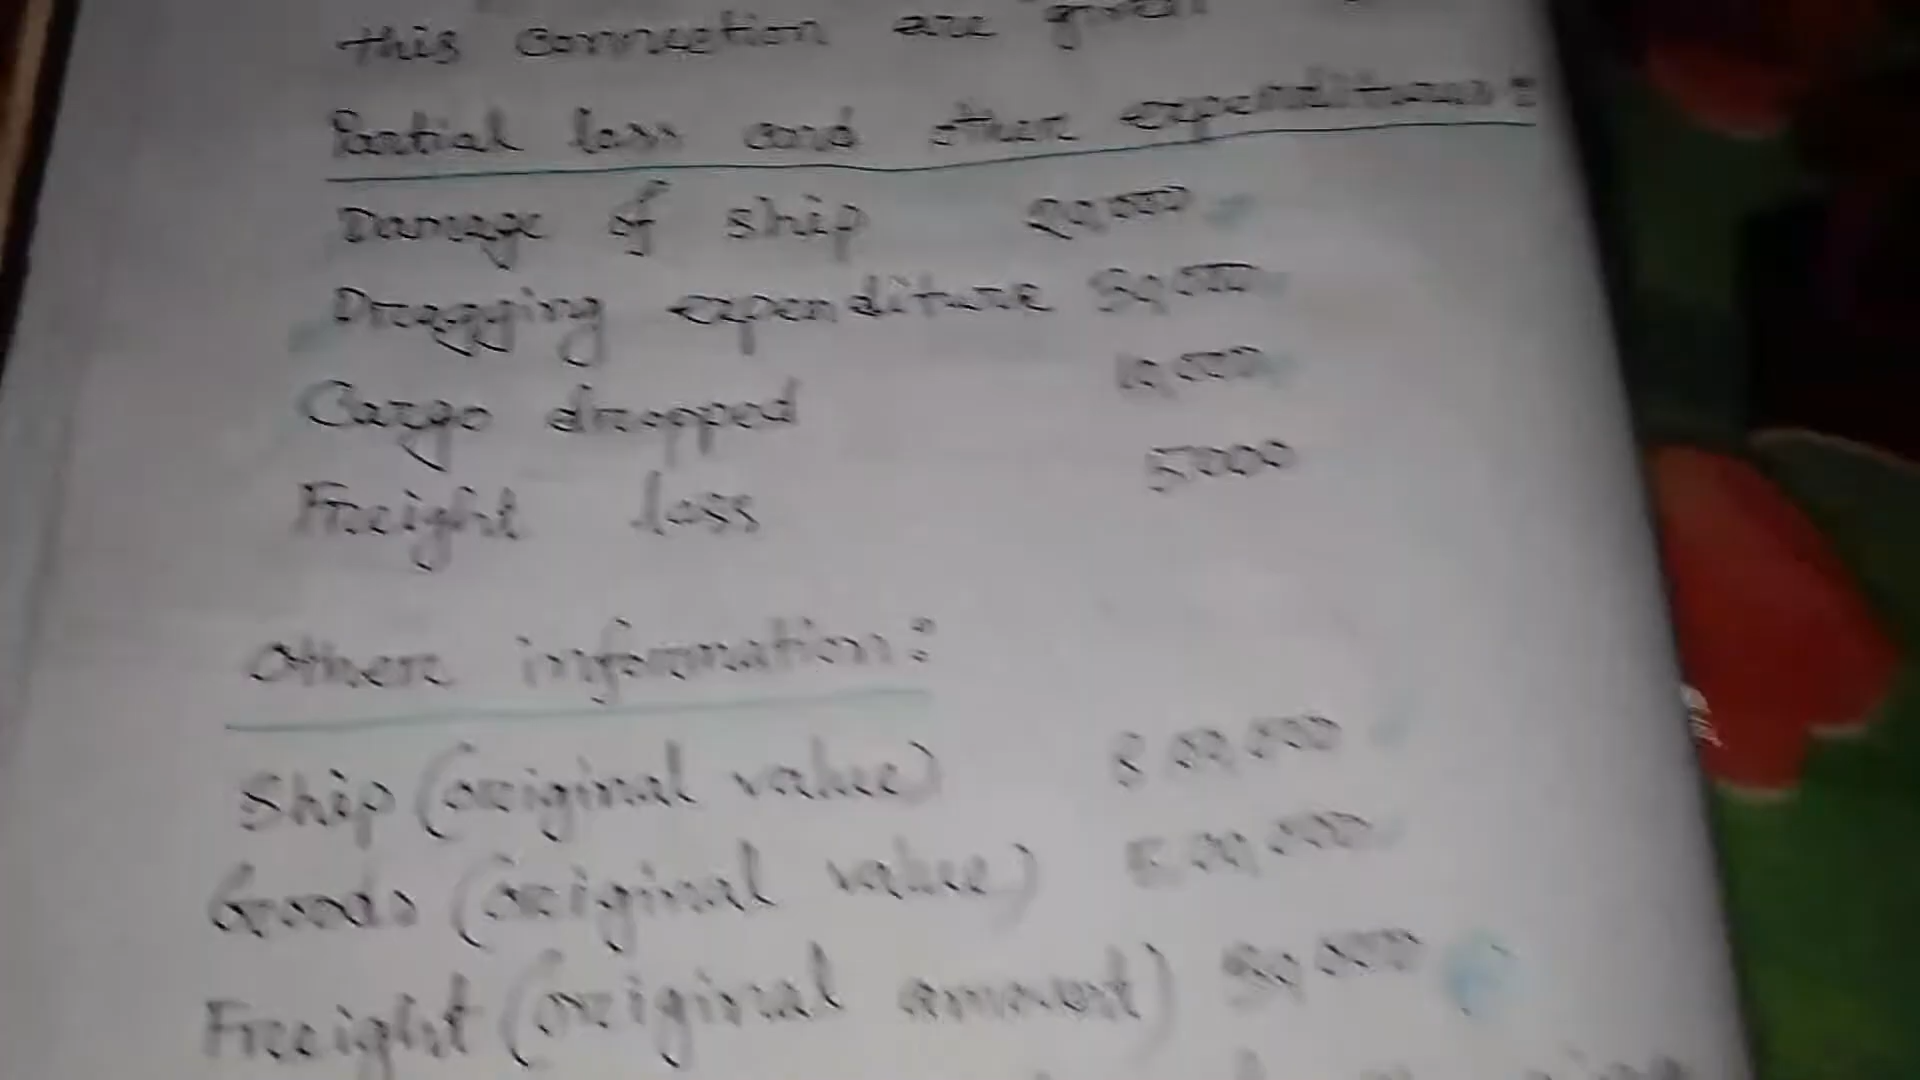 this connection are given
Partial loss and other expenditures:
Damage of ship 20,000
Dragging expenditure 50,000
Cargo dropped 10,000
Freight loss 5000
Other information:
Ship (original value) 8,00,000
Goods (original value) 5,00,000
Freight (original amount) 50,000